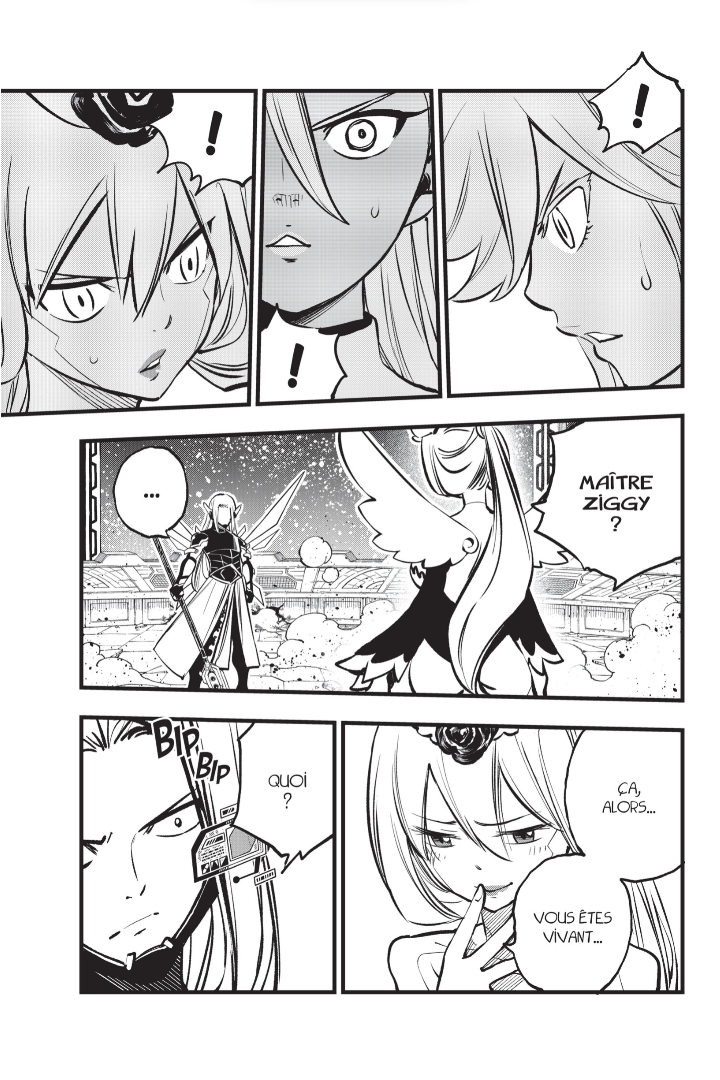 !
!
!
MAÎTRE
ZIGGY
?
...
ÇA,
ALORS...
VOUS ÊTES
VIVANT...
QUOI
?
BIP
BIP